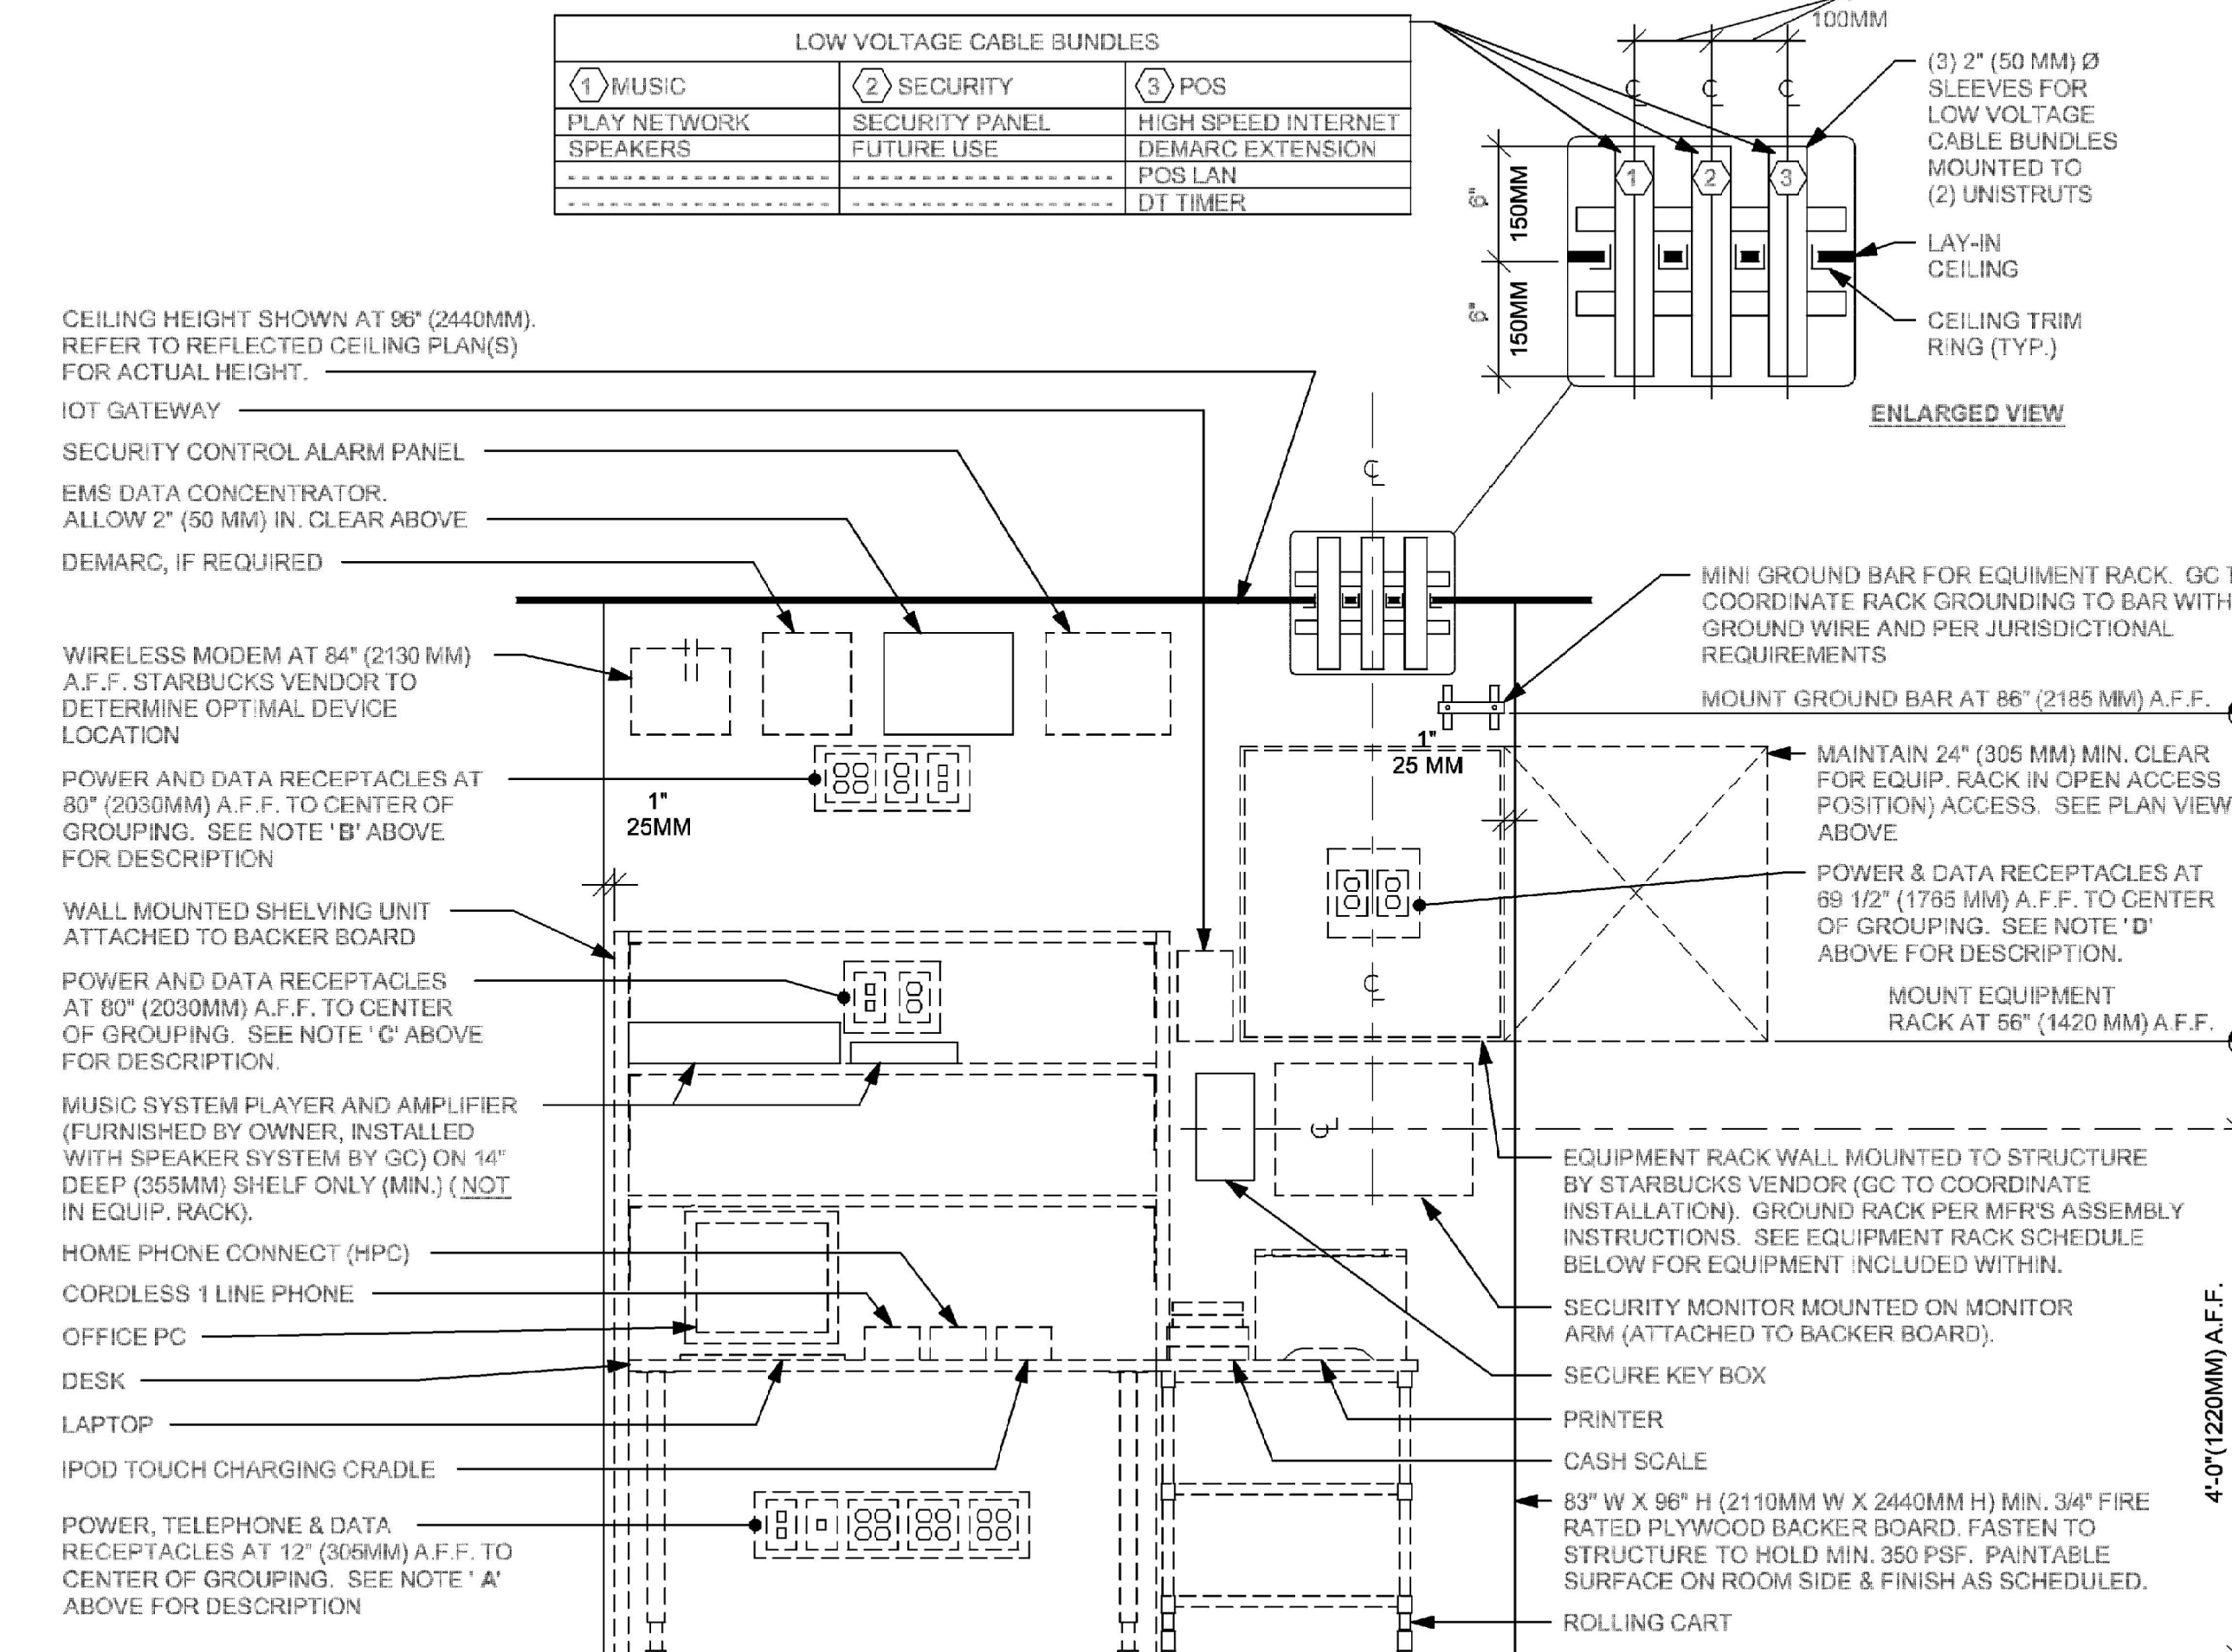 LOW VOLTAGE CABLE BUNDLES
1 MUSIC
2 SECURITY
3 POS
PLAY NETWORK
SECURITY PANEL
HIGH SPEED INTERNET
SPEAKERS
FUTURE USE
DEMARC EXTENSION
POS LAN
DT TIMER
100MM
(3) 2" (50 MM) Ø
SLEEVES FOR
LOW VOLTAGE
CABLE BUNDLES
MOUNTED TO
(2) UNISTRUTS
LAY-IN
CEILING
CEILING TRIM
RING (TYP.)
6"
150MM
6"
150MM
1
2
3
ENLARGED VIEW
CEILING HEIGHT SHOWN AT 96" (2440MM).
REFER TO REFLECTED CEILING PLAN(S)
FOR ACTUAL HEIGHT.
IOT GATEWAY
SECURITY CONTROL ALARM PANEL
EMS DATA CONCENTRATOR.
ALLOW 2" (50 MM) IN. CLEAR ABOVE
DEMARC, IF REQUIRED
WIRELESS MODEM AT 84" (2130 MM)
A.F.F. STARBUCKS VENDOR TO
DETERMINE OPTIMAL DEVICE
LOCATION
POWER AND DATA RECEPTACLES AT
80" (2030MM) A.F.F. TO CENTER OF
GROUPING. SEE NOTE 'B' ABOVE
FOR DESCRIPTION
1"
25MM
WALL MOUNTED SHELVING UNIT
ATTACHED TO BACKER BOARD
POWER AND DATA RECEPTACLES
AT 80" (2030MM) A.F.F. TO CENTER
OF GROUPING. SEE NOTE 'C' ABOVE
FOR DESCRIPTION.
MUSIC SYSTEM PLAYER AND AMPLIFIER
(FURNISHED BY OWNER, INSTALLED
WITH SPEAKER SYSTEM BY GC) ON 14"
DEEP (355MM) SHELF ONLY (MIN.) (NOT
IN EQUIP. RACK).
HOME PHONE CONNECT (HPC)
CORDLESS 1 LINE PHONE
OFFICE PC
DESK
LAPTOP
IPOD TOUCH CHARGING CRADLE
POWER, TELEPHONE & DATA
RECEPTACLES AT 12" (305MM) A.F.F. TO
CENTER OF GROUPING. SEE NOTE 'A'
ABOVE FOR DESCRIPTION
MINI GROUND BAR FOR EQUIMENT RACK. GC
COORDINATE RACK GROUNDING TO BAR WITH
GROUND WIRE AND PER JURISDICTIONAL
REQUIREMENTS
MOUNT GROUND BAR AT 86" (2185 MM) A.F.F.
1"
25 MM
MAINTAIN 24" (305 MM) MIN. CLEAR
FOR EQUIP. RACK IN OPEN ACCESS
POSITION) ACCESS. SEE PLAN VIEW
ABOVE
POWER & DATA RECEPTACLES AT
69 1/2" (1765 MM) A.F.F. TO CENTER
OF GROUPING. SEE NOTE 'D'
ABOVE FOR DESCRIPTION.
MOUNT EQUIPMENT
RACK AT 56" (1420 MM) A.F.F.
EQUIPMENT RACK WALL MOUNTED TO STRUCTURE
BY STARBUCKS VENDOR (GC TO COORDINATE
INSTALLATION). GROUND RACK PER MFR'S ASSEMBLY
INSTRUCTIONS. SEE EQUIPMENT RACK SCHEDULE
BELOW FOR EQUIPMENT INCLUDED WITHIN.
SECURITY MONITOR MOUNTED ON MONITOR
ARM (ATTACHED TO BACKER BOARD).
SECURE KEY BOX
PRINTER
CASH SCALE
83" W X 96" H (2110MM W X 2440MM H) MIN. 3/4" FIRE
RATED PLYWOOD BACKER BOARD. FASTEN TO
STRUCTURE TO HOLD MIN. 350 PSF. PAINTABLE
SURFACE ON ROOM SIDE & FINISH AS SCHEDULED.
ROLLING CART
4'-0"(1220MM) A.F.F.